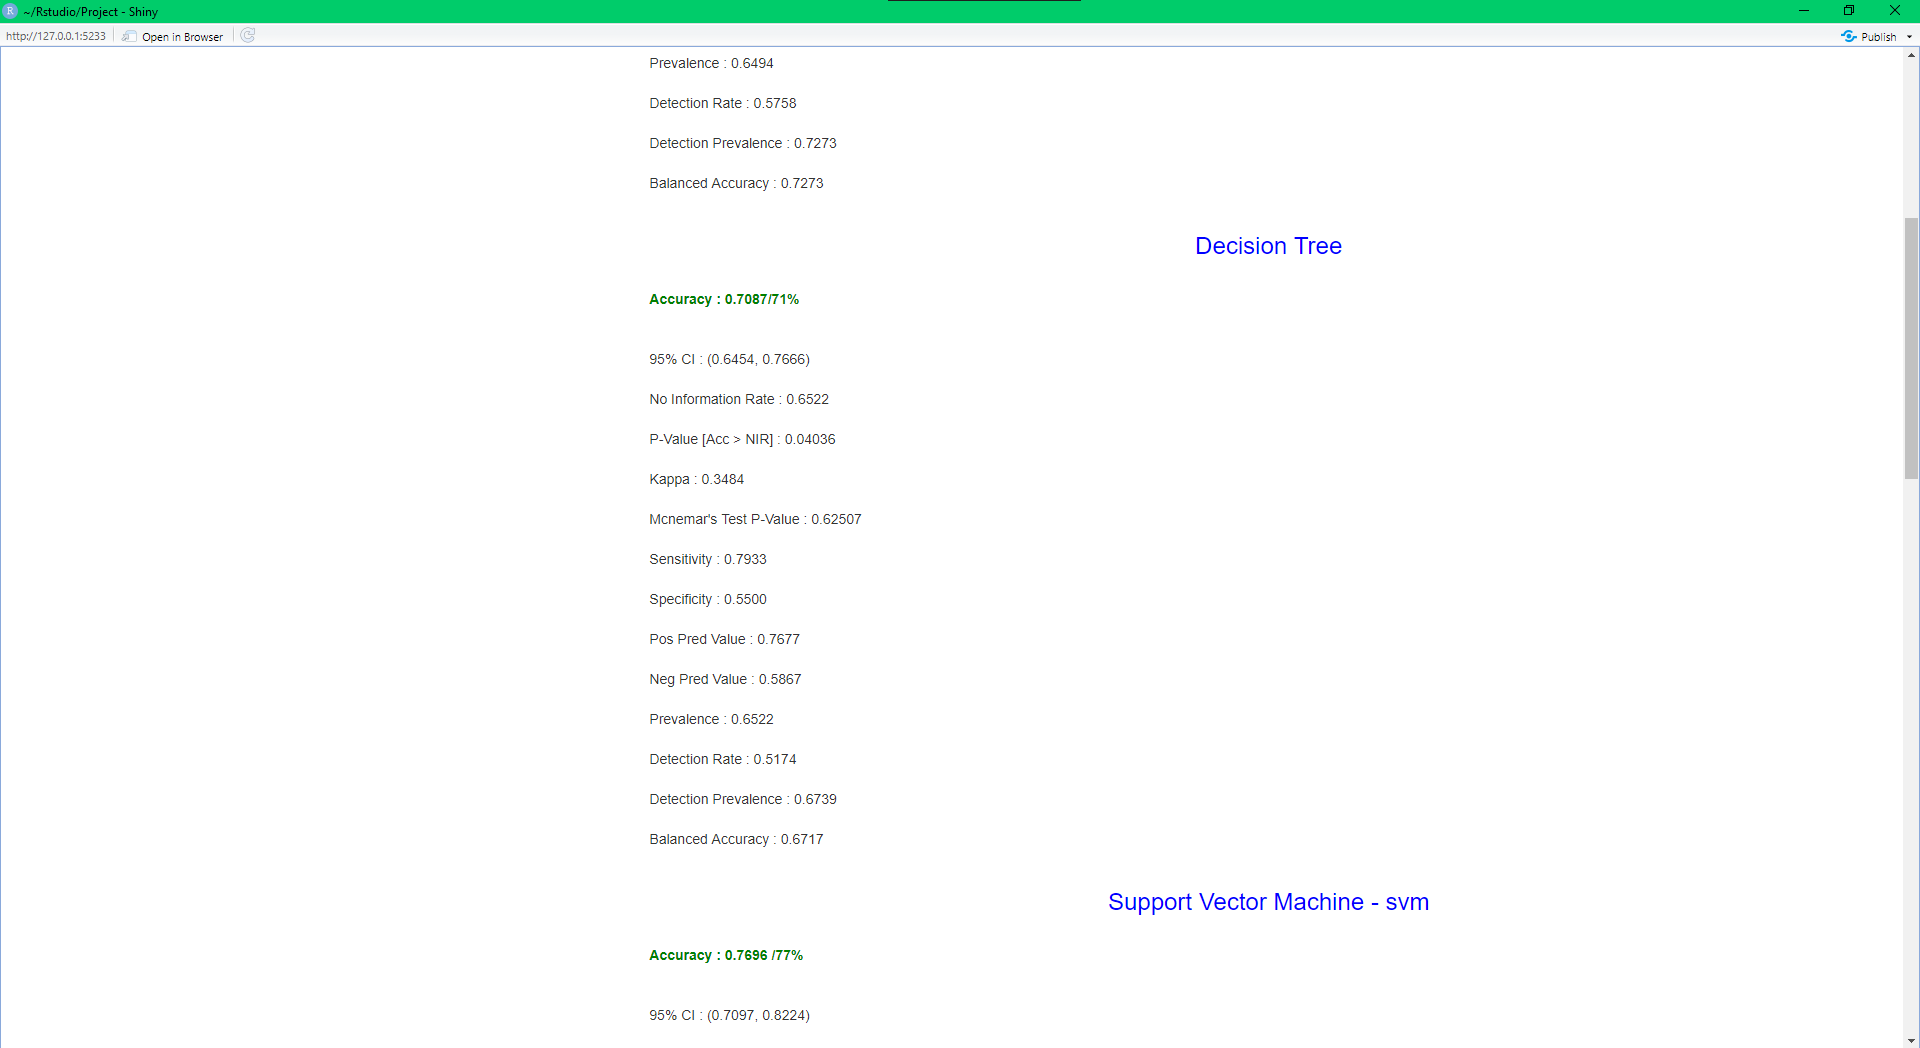 ~/Rstudio/Project - Shiny
http://127.0.0.1:5233 Open in Browser Publish
Prevalence : 0.6494
Detection Rate : 0.5758
Detection Prevalence : 0.7273
Balanced Accuracy : 0.7273
Decision Tree
Accuracy : 0.7087/71%
95% CI : (0.6454, 0.7666)
No Information Rate : 0.6522
P-Value [Acc > NIR] : 0.04036
Kappa : 0.3484
Mcnemar's Test P-Value : 0.62507
Sensitivity : 0.7933
Specificity : 0.5500
Pos Pred Value : 0.7677
Neg Pred Value : 0.5867
Prevalence : 0.6522
Detection Rate : 0.5174
Detection Prevalence : 0.6739
Balanced Accuracy : 0.6717
Support Vector Machine - svm
Accuracy : 0.7696 /77%
95% CI : (0.7097, 0.8224)